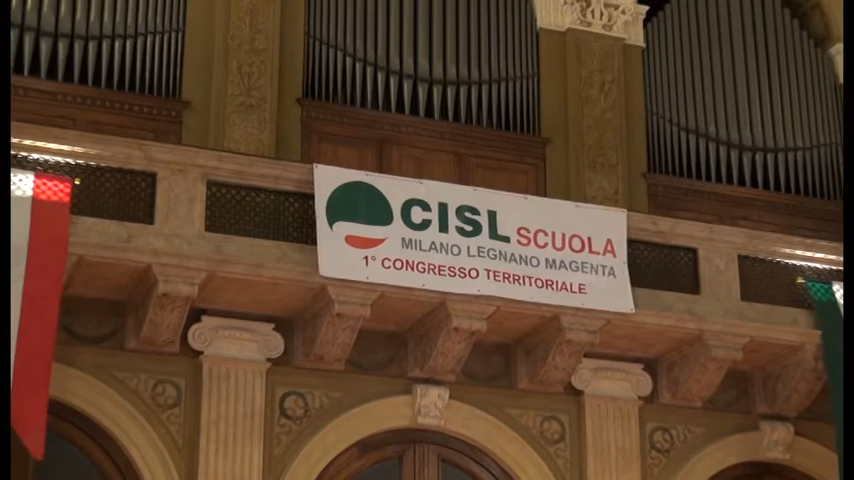 CISL SCUOLA
MILANO LEGNANO MAGENTA
1° CONGRESSO TERRITORIALE